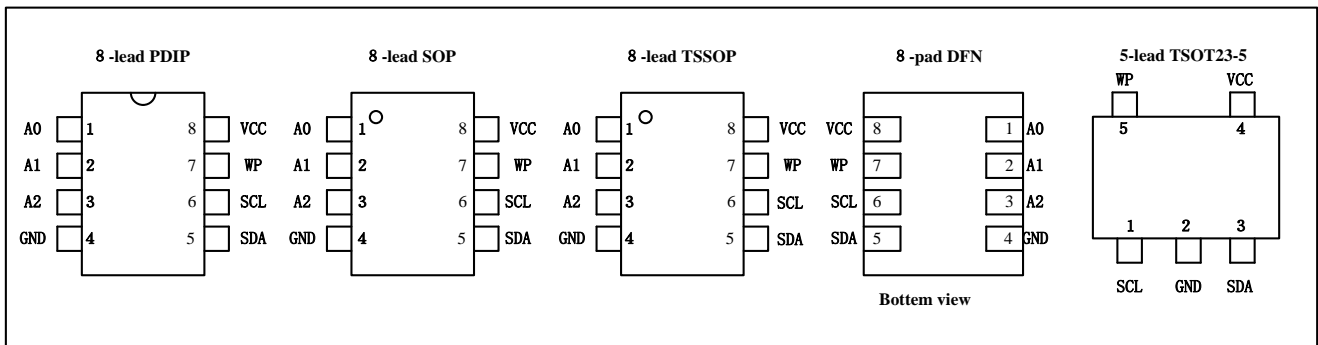 8 -lead PDIP
A0 1 8 VCC
A1 2 7 WP
A2 3 6 SCL
GND 4 5 SDA
8 -lead SOP
A0 1 8 VCC
A1 2 7 WP
A2 3 6 SCL
GND 4 5 SDA
8 -lead TSSOP
A0 1 8 VCC
A1 2 7 WP
A2 3 6 SCL
GND 4 5 SDA
8 -pad DFN
VCC 8 1 A0
WP 7 2 A1
SCL 6 3 A2
SDA 5 4 GND
Bottem view
5-lead TSOT23-5
WP VCC
5 4
1 2 3
SCL GND SDA